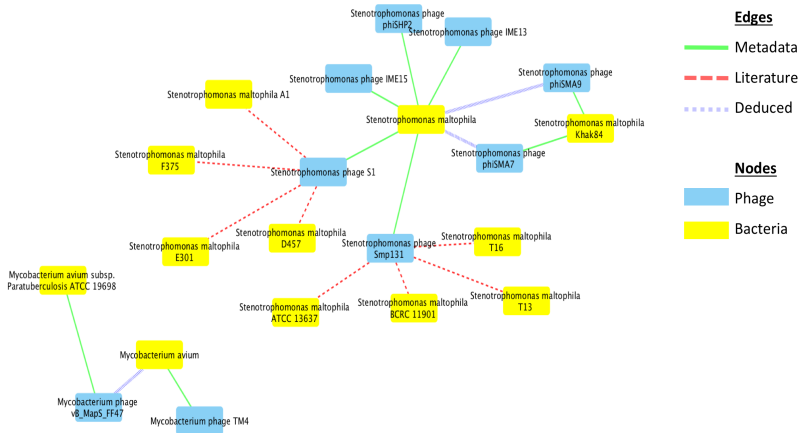 Stenotrophomonas phage
phiSHP2
Stenotrophomonas phage IME13
Edges
Metadata
Literature
Deduced
Stenotrophomonas phage IME15
Stenotrophomonas phage
phiSMA9
Stenotrophomonas maltophila A1
Stenotrophomonas maltophila
Stenotrophomonas maltophila
Khak84
Stenotrophomonas maltophila
F375
Stenotrophomonas phage S1
Stenotrophomonas phage
phiSMA7
Nodes
Phage
Bacteria
Stenotrophomonas maltophila
E301
Stenotrophomonas maltophila
D457
Stenotrophomonas phage
Smp131
Stenotrophomonas maltophila
T16
Mycobacterium avium subsp.
Paratuberculosis ATCC 19698
Stenotrophomonas maltophila
ATCC 13637
Stenotrophomonas maltophila
BCRC 11901
Stenotrophomonas maltophila
T13
Mycobacterium avium
Mycobacterium phage
vB_MapS_FF47
Mycobacterium phage TM4